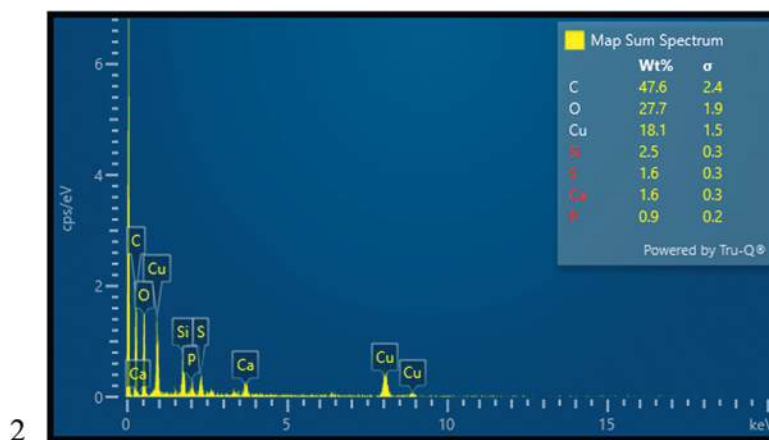 Map Sum Spectrum
Wt% σ
C 47.6 2.4
O 27.7 1.9
Cu 18.1 1.5
Si 2.5 0.3
S 1.6 0.3
Ca 1.6 0.3
P 0.9 0.2
Powered by Tru-Q®
6
4
cps/eV
2
0
C
Cu
O
Si
S
P
Ca
Ca
Cu
Cu
0 5 10 15 keV
2